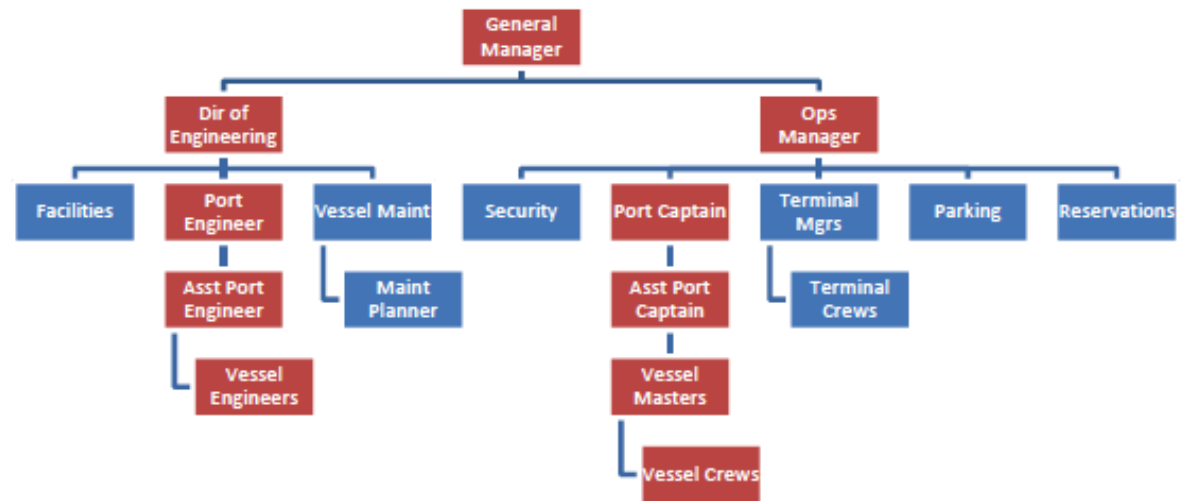 General
Manager
Dir of
Engineering
Ops
Manager
Facilities
Port
Engineer
Vessel Maint
Security
Port Captain
Terminal
Mgrs
Parking
Reservations
Asst Port
Engineer
Maint
Planner
Asst Port
Captain
Terminal
Crews
Vessel
Engineers
Vessel
Masters
Vessel Crews